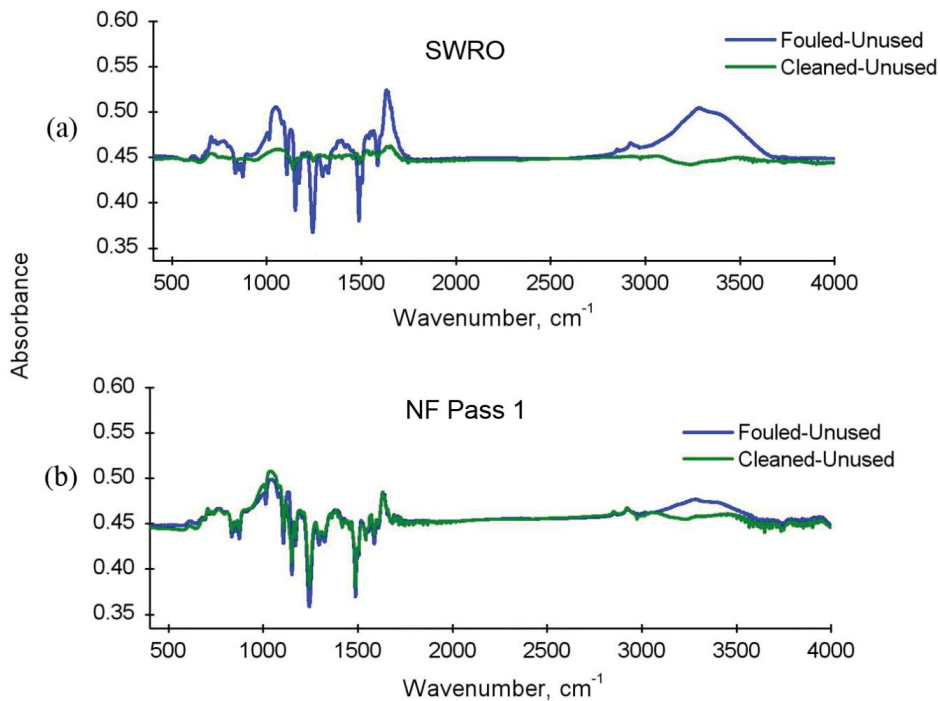 0.60
SWRO
Fouled-Unused
0.55
Cleaned-Unused
(a)
0.50
0.45
0.40
0.35
500 1000 1500 2000 2500 3000 3500 4000
Wavenumber, cm-1
Absorbance
0.60
NF Pass 1
0.55
Fouled-Unused
Cleaned-Unused
(b)
0.50
0.45
0.40
0.35
500 1000 1500 2000 2500 3000 3500 4000
Wavenumber, cm-1